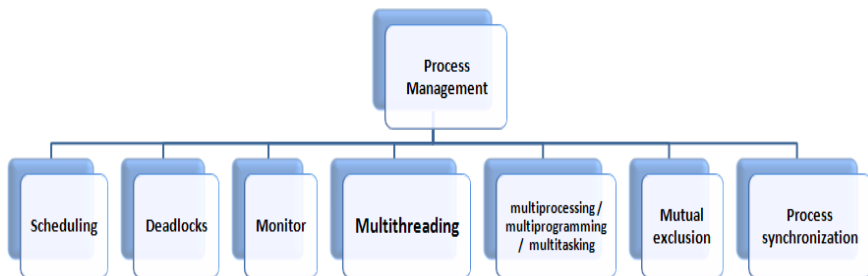 Process
Management
Scheduling
Deadlocks
Monitor
Multithreading
multiprocessing/
multiprogramming
/ multitasking
Mutual
exclusion
Process
synchronization